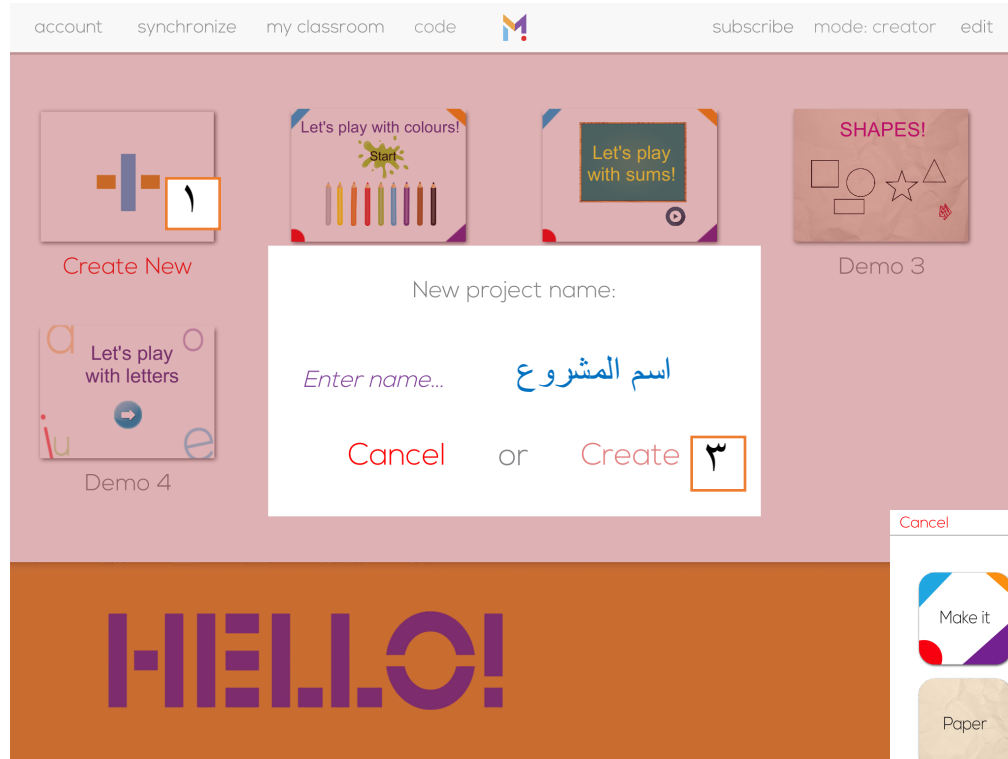 account synchronize my classroom code subscribe mode: creator edit
Let's play with colours!
Start
Let's play
with sums!
SHAPES!
١
Create New
Demo 3
New project name:
Enter name...
اسم المشروع
Cancel or Create
٣
a o
Let's play
with letters
i u e
Demo 4
Cancel
Make it
Paper
HELLO!